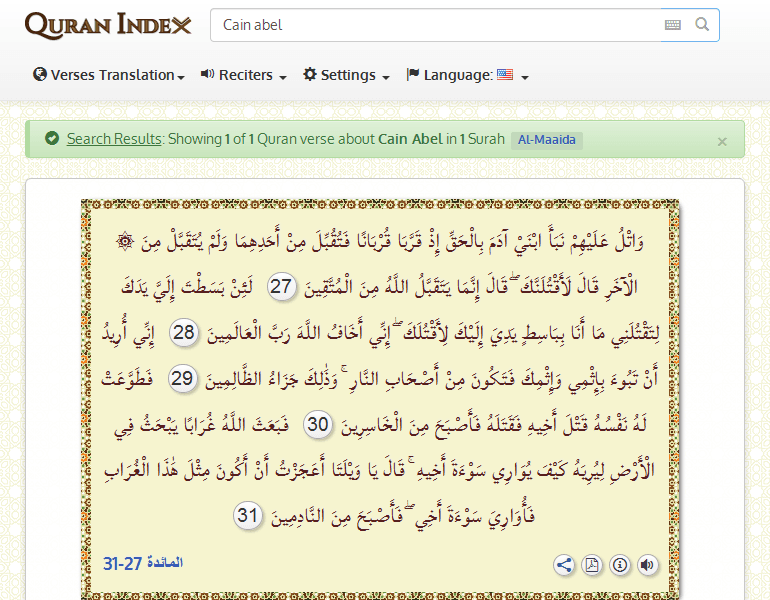 QURAN INDEX
Cain abel
Verses Translation
Reciters
Settings
Language:
Search Results: Showing 1 of 1 Quran verse about Cain Abel in 1 Surah Al-Maaida ×
وَاتْلُ عَلَيْهِمْ نَبَأَ ابْنَيْ آدَمَ بِالْحَقِّ إِذْ قَرَّبَا قُرْبَانًا فَتُقُبِّلَ مِنْ أَحَدِهِمَا وَلَمْ يُتَقَبَّلْ مِنَ ۞
الْآخَرِ قَالَ لَأَقْتُلَنَّكَ ۖ قَالَ إِنَّمَا يَتَقَبَّلُ اللَّهُ مِنَ الْمُتَّقِينَ 27 لَئِنْ بَسَطْتَ إِلَيَّ يَدَكَ
لِتَقْتُلَنِي مَا أَنَا بِبَاسِطٍ يَدِيَ إِلَيْكَ لِأَقْتُلَكَ ۖ إِنِّي أَخَافُ اللَّهَ رَبَّ الْعَالَمِينَ 28 إِنِّي أُرِيدُ
أَنْ تَبُوءَ بِإِثْمِي وَإِثْمِكَ فَتَكُونَ مِنْ أَصْحَابِ النَّارِ ۚ وَذَٰلِكَ جَزَاءُ الظَّالِمِينَ 29 فَطَوَّعَتْ
لَهُ نَفْسُهُ قَتْلَ أَخِيهِ فَقَتَلَهُ فَأَصْبَحَ مِنَ الْخَاسِرِينَ 30 فَبَعَثَ اللَّهُ غُرَابًا يَبْحَثُ فِي
الْأَرْضِ لِيُرِيَهُ كَيْفَ يُوَارِي سَوْءَةَ أَخِيهِ ۚ قَالَ يَا وَيْلَتَا أَعَجَزْتُ أَنْ أَكُونَ مِثْلَ هَٰذَا الْغُرَابِ
فَأُوَارِيَ سَوْءَةَ أَخِي ۖ فَأَصْبَحَ مِنَ النَّادِمِينَ 31
المائدة 27-31